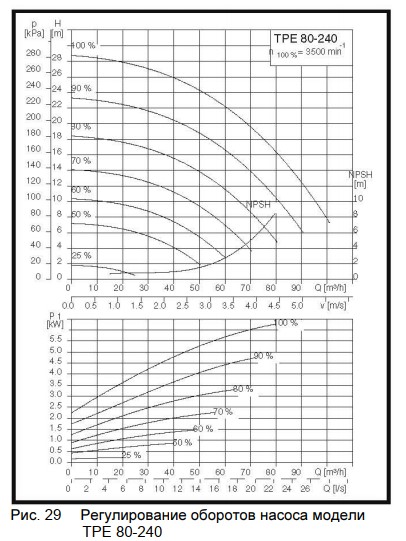 p H
[kPa] [m]
TPE 80-240
n 100 % = 3500 min -1
100 %
280 28
260 26
90 %
240 24
220 22
200 20
80 %
180 18
160 16
70 %
140 14
NPSH
[m]
120 12
60 %
100 10 10
NPSH
80 8 8
50 %
60 6 6
40 4 4
25 %
20 2 2
0 0 0
0 10 20 30 40 50 60 70 80 90 Q [m³/h]
0.0 0.5 1.0 1.5 2.0 2.5 3.0 3.5 4.0 4.5 5.0 v [m/s]
P 1
[kW]
100 %
5.5
5.0
90 %
4.5
4.0
3.5
80 %
3.0
2.5
70 %
2.0
60 %
1.5
50 %
1.0
25 %
0.5
0.0
0 10 20 30 40 50 60 70 80 90 Q [m³/h]
0 2 4 6 8 10 12 14 16 18 20 22 24 26 Q [l/s]
Рис. 29 Регулирование оборотов насоса модели
TPE 80-240